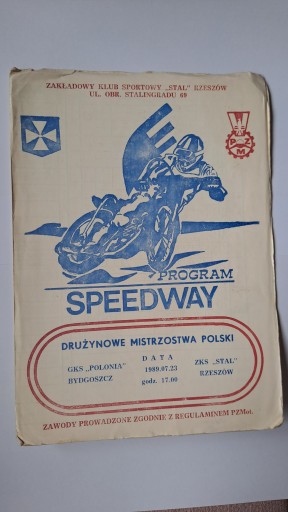 ZAKŁADOWY KLUB SPORTOWY „STAL" RZESZÓW
UL. OBR. STALINGRADU 69
PZM
PROGRAM
SPEEDWAY
DRUŻYNOWE MISTRZOSTWA POLSKI
GKS „POLONIA" BYDGOSZCZ
DATA
1989.07.23
godz. 17.00
ZKS „STAL" RZESZÓW
ZAWODY PROWADZONE ZGODNIE Z REGULAMINEM PZMot.